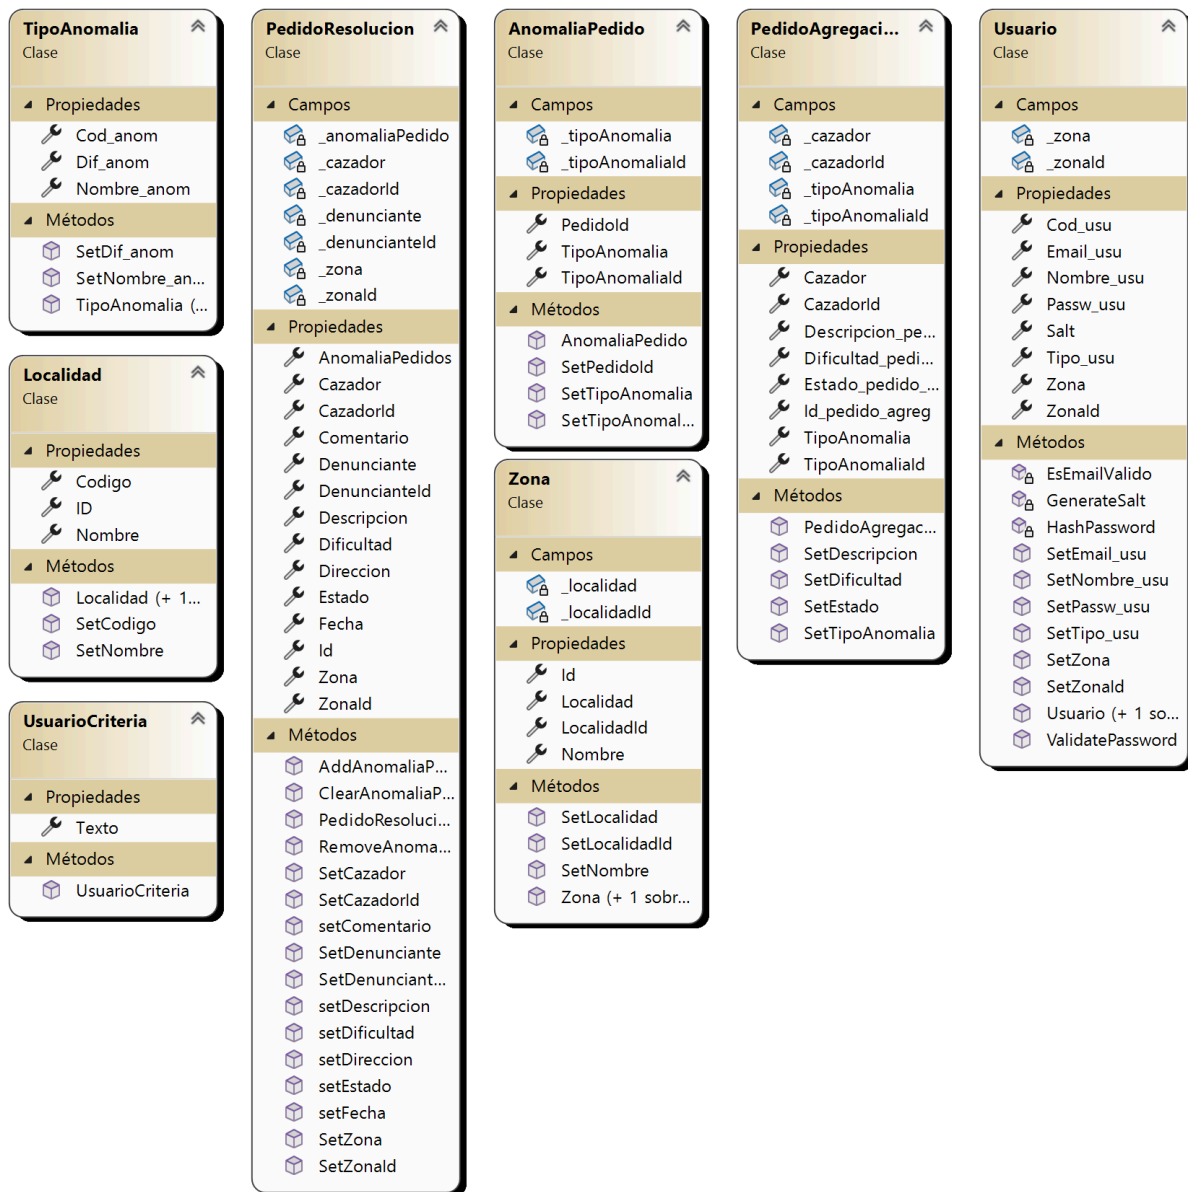 TipoAnomalia
Clase
Propiedades
Cod_anom
Dif_anom
Nombre_anom
Métodos
SetDif_anom
SetNombre_an...
TipoAnomalia (...
Localidad
Clase
Propiedades
Codigo
ID
Nombre
Métodos
Localidad (+ 1...
SetCodigo
SetNombre
UsuarioCriteria
Clase
Propiedades
Texto
Métodos
UsuarioCriteria
PedidoResolucion
Clase
Campos
_anomaliaPedido
_cazador
_cazadorId
_denunciante
_denuncianteId
_zona
_zonaId
Propiedades
AnomaliaPedidos
Cazador
CazadorId
Comentario
Denunciante
DenuncianteId
Descripcion
Dificultad
Direccion
Estado
Fecha
Id
Zona
ZonaId
Métodos
AddAnomaliaP...
ClearAnomaliaP...
PedidoResoluci...
RemoveAnoma...
SetCazador
SetCazadorId
setComentario
SetDenunciante
SetDenunciant...
setDescripcion
setDificultad
setDireccion
setEstado
setFecha
SetZona
SetZonaId
AnomaliaPedido
Clase
Campos
_tipoAnomalia
_tipoAnomaliaId
Propiedades
PedidoId
TipoAnomalia
TipoAnomaliaId
Métodos
AnomaliaPedido
SetPedidoId
SetTipoAnomalia
SetTipoAnomal...
Zona
Clase
Campos
_localidad
_localidadId
Propiedades
Id
Localidad
LocalidadId
Nombre
Métodos
SetLocalidad
SetLocalidadId
SetNombre
Zona (+ 1 sobr...
PedidoAgregaci...
Clase
Campos
_cazador
_cazadorId
_tipoAnomalia
_tipoAnomaliaId
Propiedades
Cazador
CazadorId
Descripcion_pe...
Dificultad_pedi...
Estado_pedido_...
Id_pedido_agreg
TipoAnomalia
TipoAnomaliaId
Métodos
PedidoAgregac...
SetDescripcion
SetDificultad
SetEstado
SetTipoAnomalia
Usuario
Clase
Campos
_zona
_zonaId
Propiedades
Cod_usu
Email_usu
Nombre_usu
Passw_usu
Salt
Tipo_usu
Zona
ZonaId
Métodos
EsEmailValido
GenerateSalt
HashPassword
SetEmail_usu
SetNombre_usu
SetPassw_usu
SetTipo_usu
SetZona
SetZonaId
Usuario (+ 1 so...
ValidatePassword